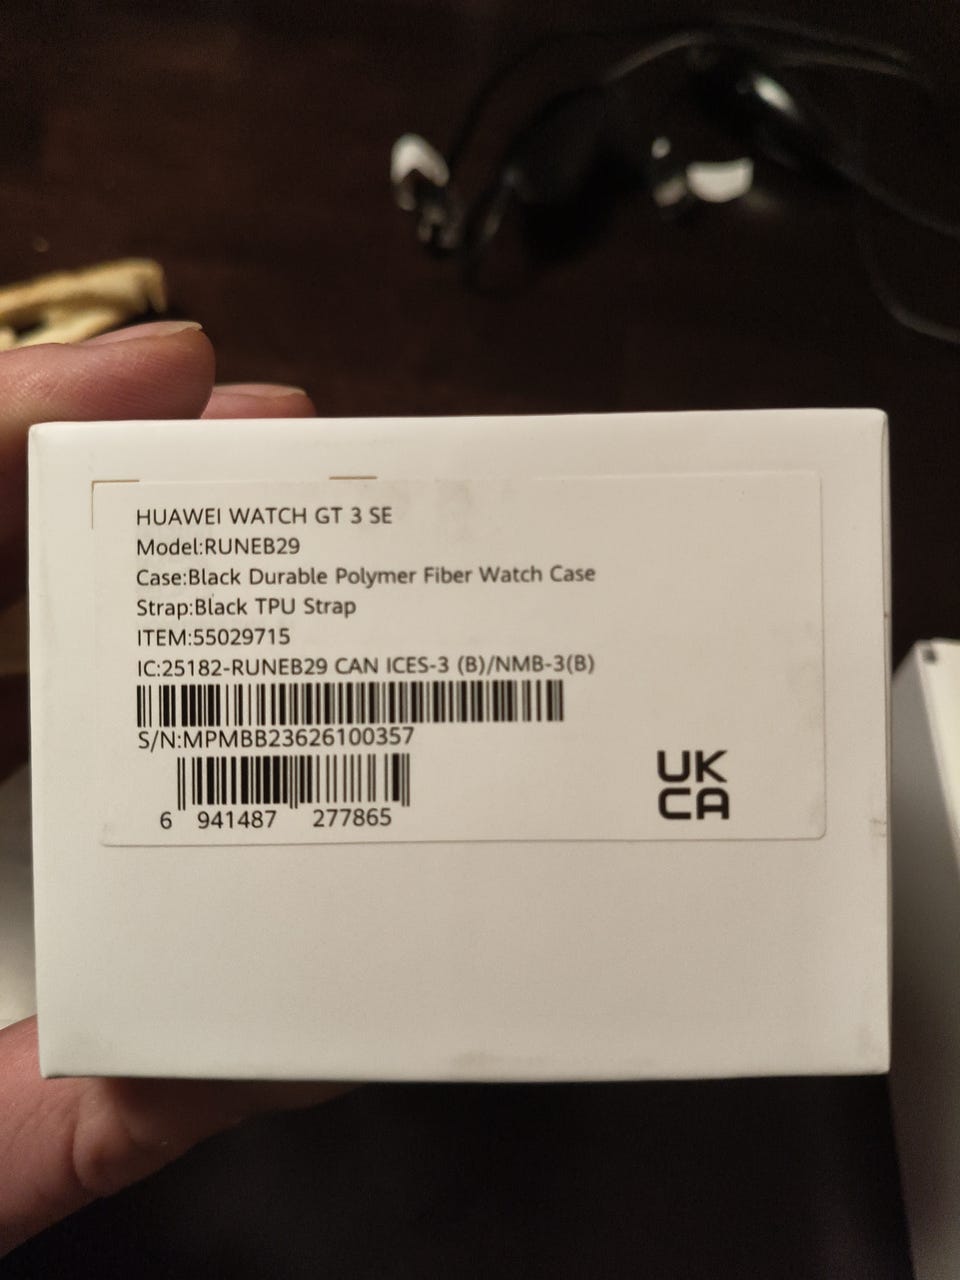 HUAWEI WATCH GT 3 SE
Model:RUNEB29
Case:Black Durable Polymer Fiber Watch Case
Strap:Black TPU Strap
ITEM:55029715
IC:25182-RUNEB29 CAN ICES-3 (B)/NMB-3(B)
S/N:MPMBB23626100357
6 941487 277865
UK
CA